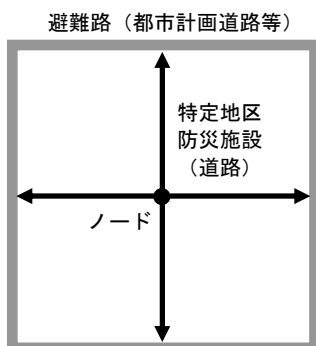 避難路（都市計画道路等）
特定地区
防災施設
（道路）
ノード